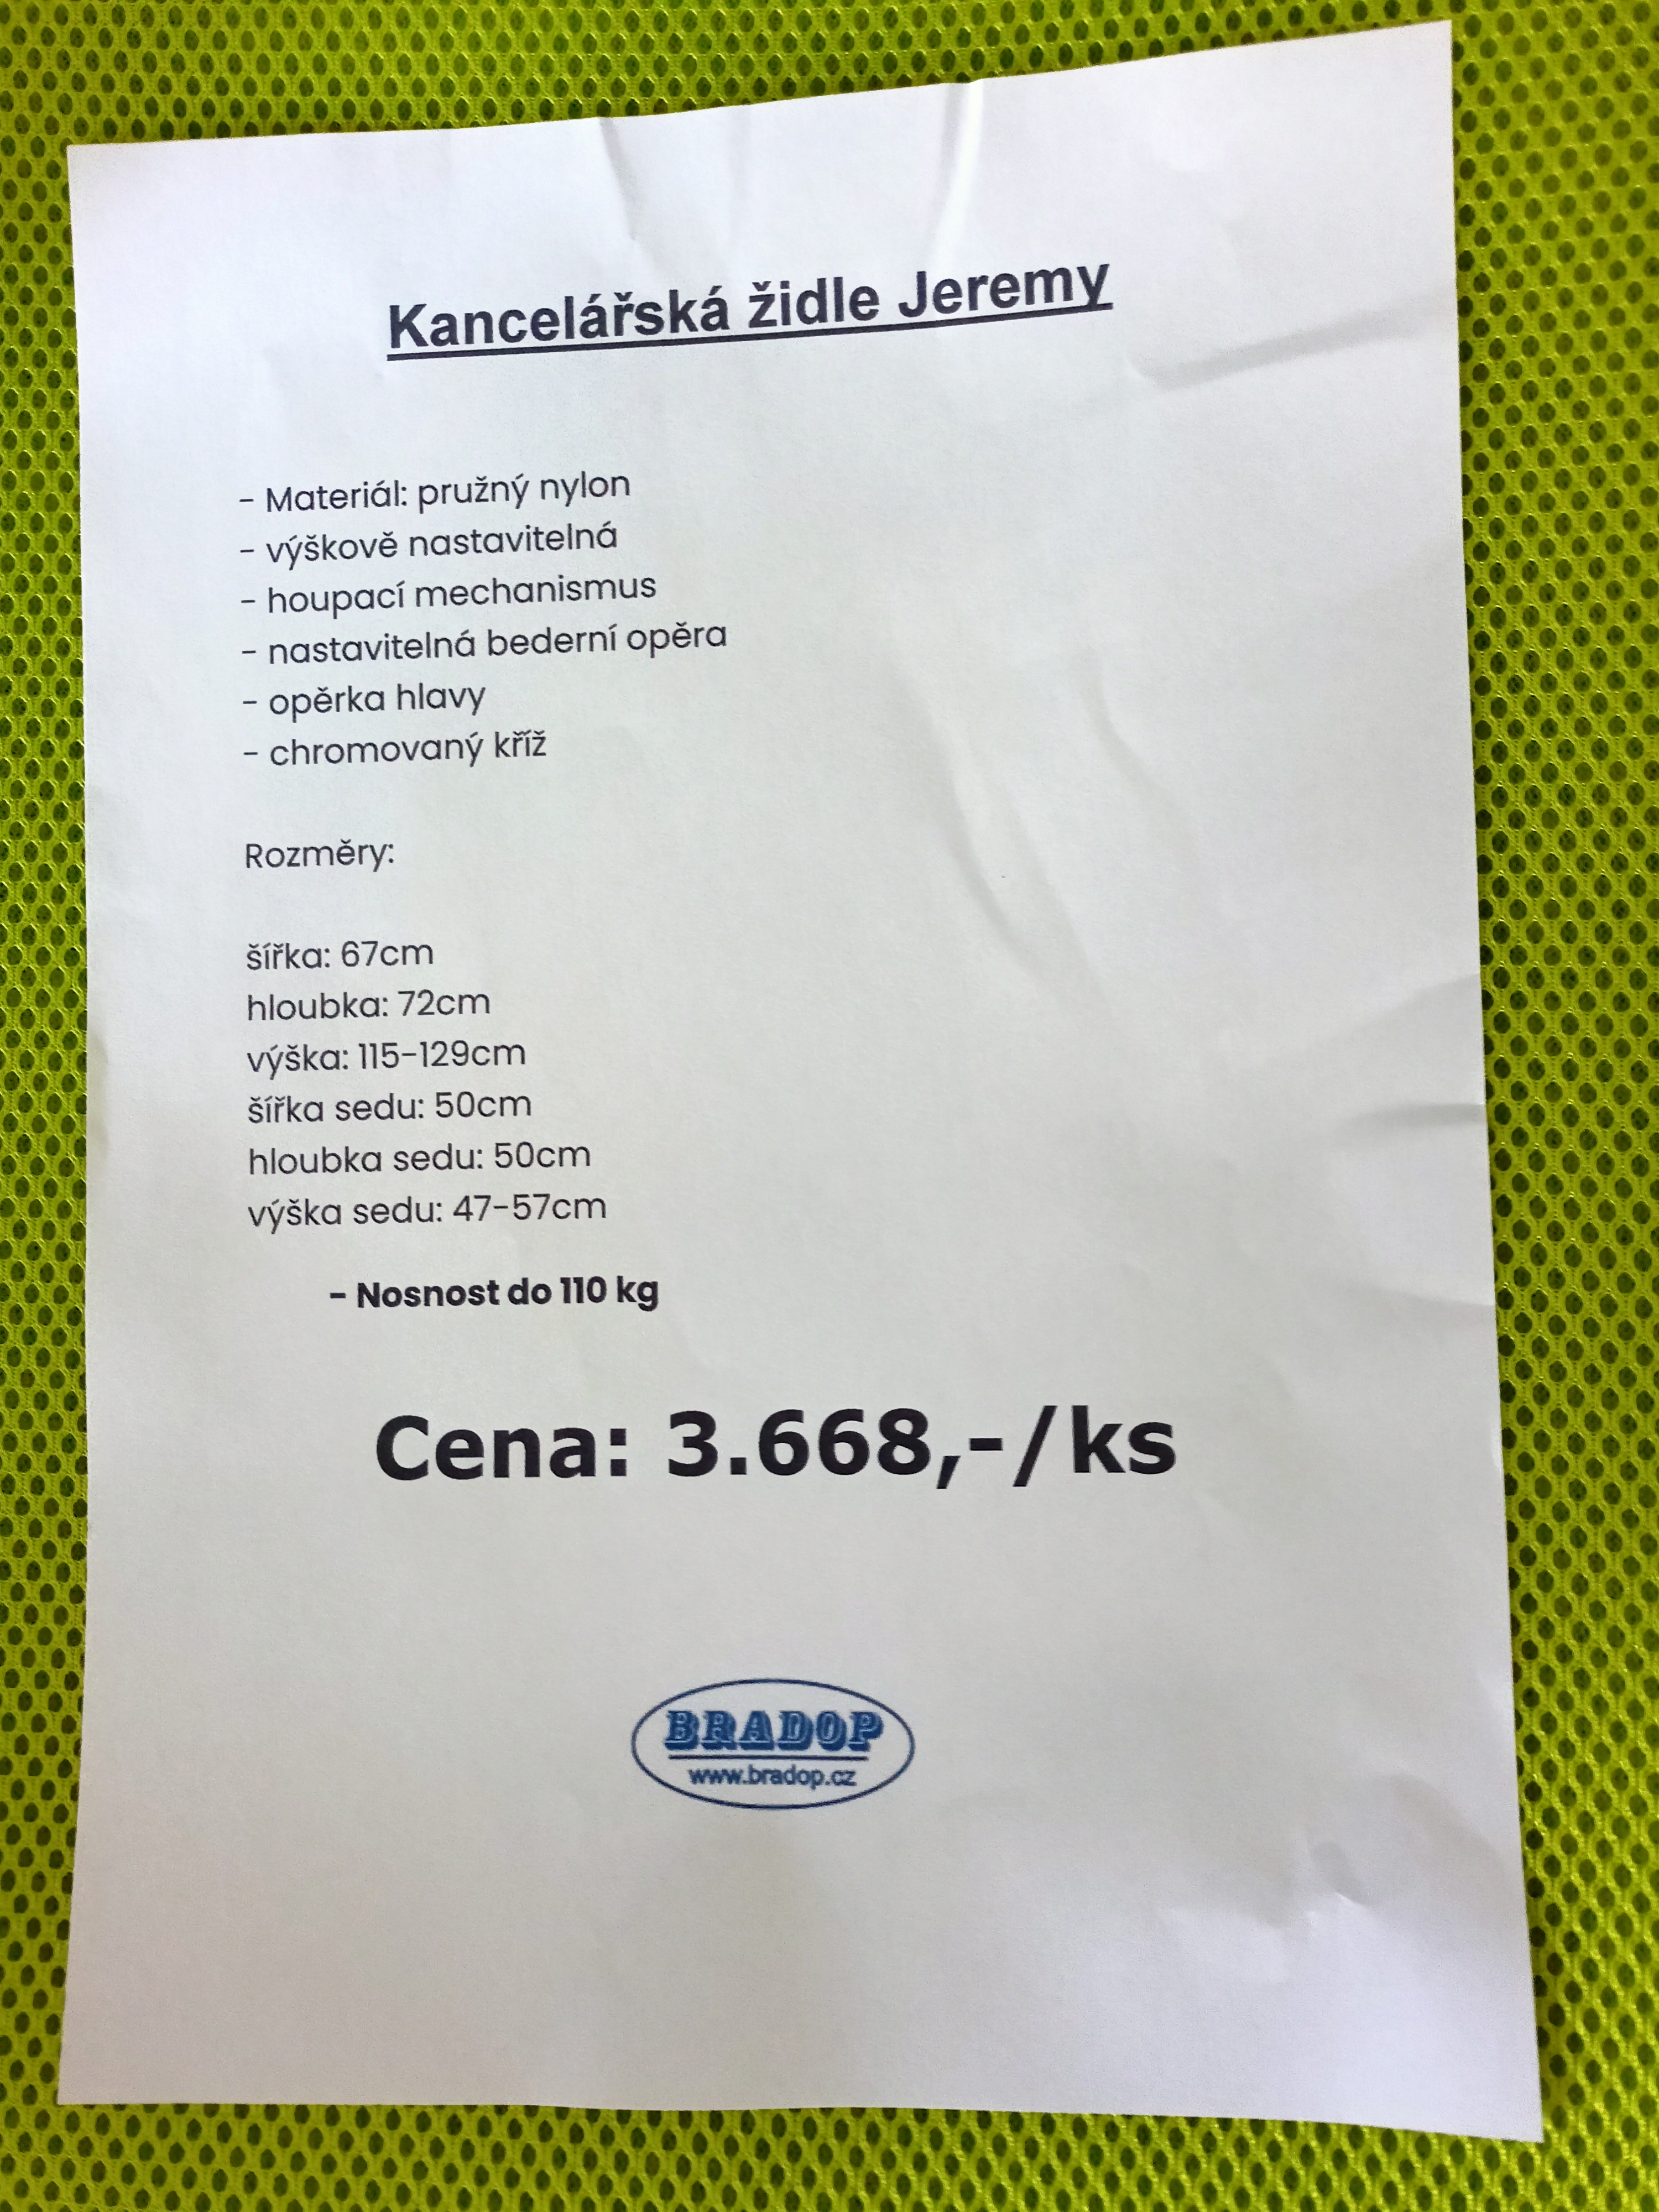 Kancelářská židle Jeremy
- Materiál: pružný nylon
- výškově nastavitelná
- houpací mechanismus
- nastavitelná bederní opěra
- opěrka hlavy
- chromovaný kříž
Rozměry:
šířka: 67cm
hloubka: 72cm
výška: 115-129cm
šířka sedu: 50cm
hloubka sedu: 50cm
výška sedu: 47-57cm
- Nosnost do 110 kg
Cena: 3.668,-/ks
BRADOP
www.bradop.cz